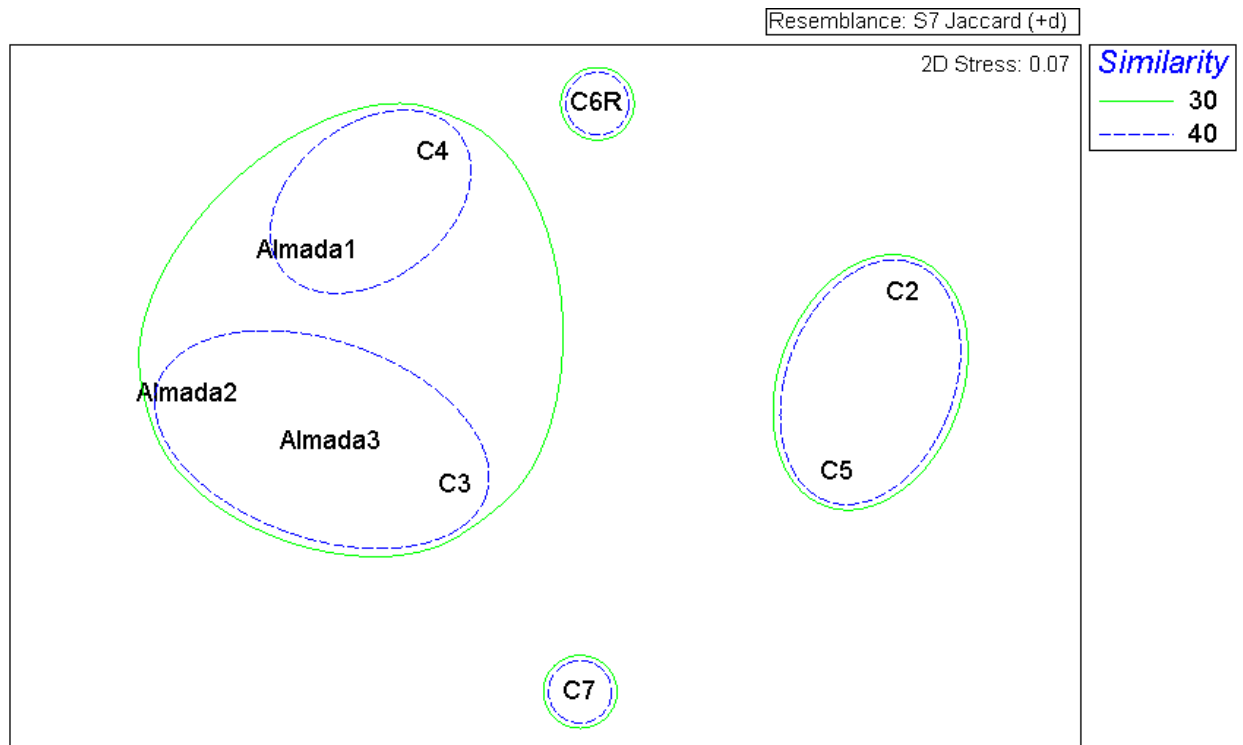 Resemblance: S7 Jaccard (+d)
2D Stress: 0.07
Similarity
30
40
C6R
C4
Almada1
C2
Almada2
Almada3
C5
C3
C7